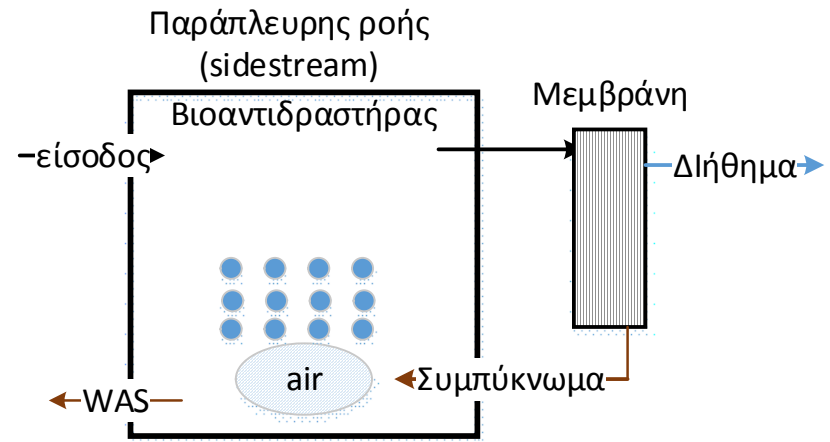 Παράπλευρης ροής
(sidestream)
Βιοαντιδραστήρας
Μεμβράνη
είσοδος
ΔΙήθημα
air
Συμπύκνωμα
WAS